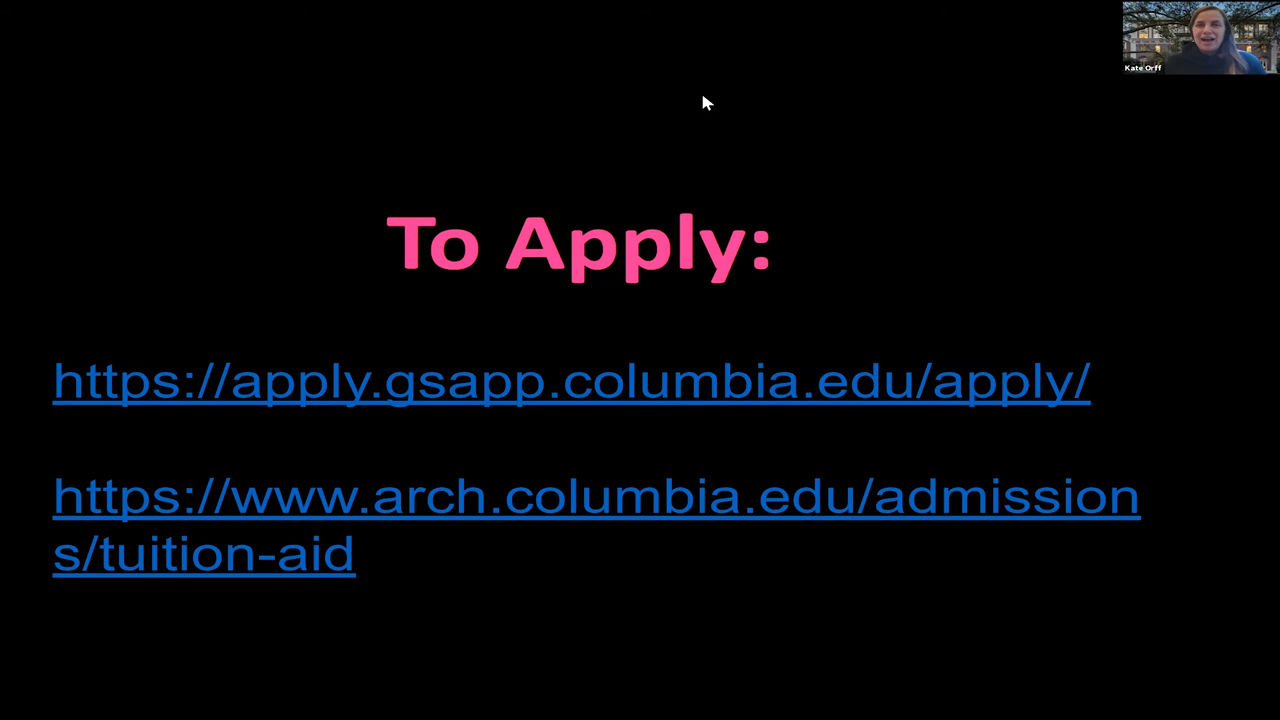 Kate Orff
To Apply:
https://apply.gsapp.columbia.edu/apply/
https://www.arch.columbia.edu/admission
s/tuition-aid